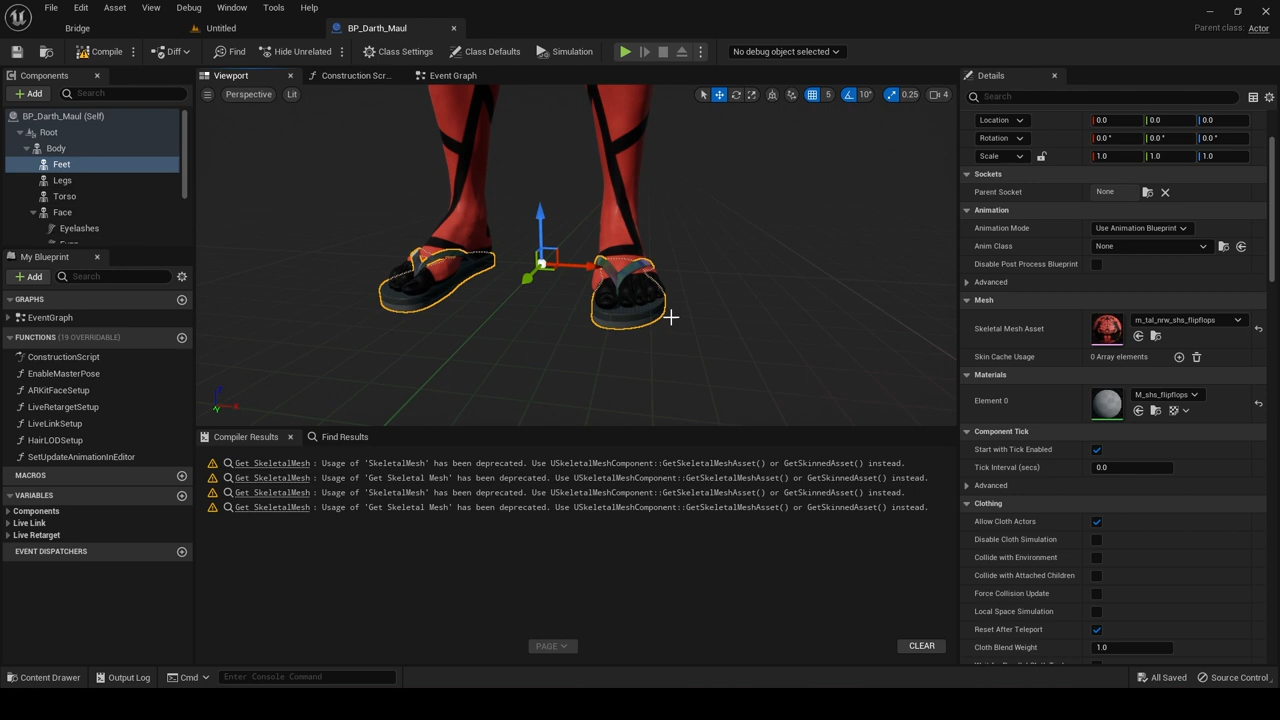 File Edit Asset View Debug Window Tools Help
Bridge Untitled BP_Darth_Maul Parent class: Actor
Compile Diff Find Hide Unrelated Class Settings Class Defaults Simulation No debug object selected
Components Viewport Construction Scr... Event Graph Details
Add Search Perspective Lit 5 10° 0.25 4 Search
BP_Darth_Maul (Self)
Root
Body
Feet
Legs
Torso
Face
Eyelashes
My Blueprint
Add Search
GRAPHS
EventGraph
FUNCTIONS (19 OVERRIDABLE)
ConstructionScript
EnableMasterPose
ARKitFaceSetup
LiveRetargetSetup
LiveLinkSetup
HairLODSetup
SetUpdateAnimationInEditor
MACROS
VARIABLES
Components
Live Link
Live Retarget
EVENT DISPATCHERS
Compiler Results Find Results
Get SkeletalMesh : Usage of 'SkeletalMesh' has been deprecated. Use USkeletalMeshComponent::GetSkeletalMeshAsset() or GetSkinnedAsset() instead.
Get SkeletalMesh : Usage of 'Get Skeletal Mesh' has been deprecated. Use USkeletalMeshComponent::GetSkeletalMeshAsset() or GetSkinnedAsset() instead.
Get SkeletalMesh : Usage of 'SkeletalMesh' has been deprecated. Use USkeletalMeshComponent::GetSkeletalMeshAsset() or GetSkinnedAsset() instead.
Get SkeletalMesh : Usage of 'Get Skeletal Mesh' has been deprecated. Use USkeletalMeshComponent::GetSkeletalMeshAsset() or GetSkinnedAsset() instead.
PAGE CLEAR
Location 0.0 0.0 0.0
Rotation 0.0 ° 0.0 ° 0.0 °
Scale 1.0 1.0 1.0
Sockets
Parent Socket None
Animation
Animation Mode Use Animation Blueprint
Anim Class None
Disable Post Process Blueprint
Advanced
Mesh
Skeletal Mesh Asset m_tal_nrw_shs_flipflops
Skin Cache Usage 0 Array elements
Materials
Element 0 M_shs_flipflops
Component Tick
Start with Tick Enabled
Tick Interval (secs) 0.0
Advanced
Clothing
Allow Cloth Actors
Disable Cloth Simulation
Collide with Environment
Collide with Attached Children
Force Collision Update
Local Space Simulation
Reset After Teleport
Cloth Blend Weight 1.0
Content Drawer Output Log Cmd Enter Console Command All Saved Source Control